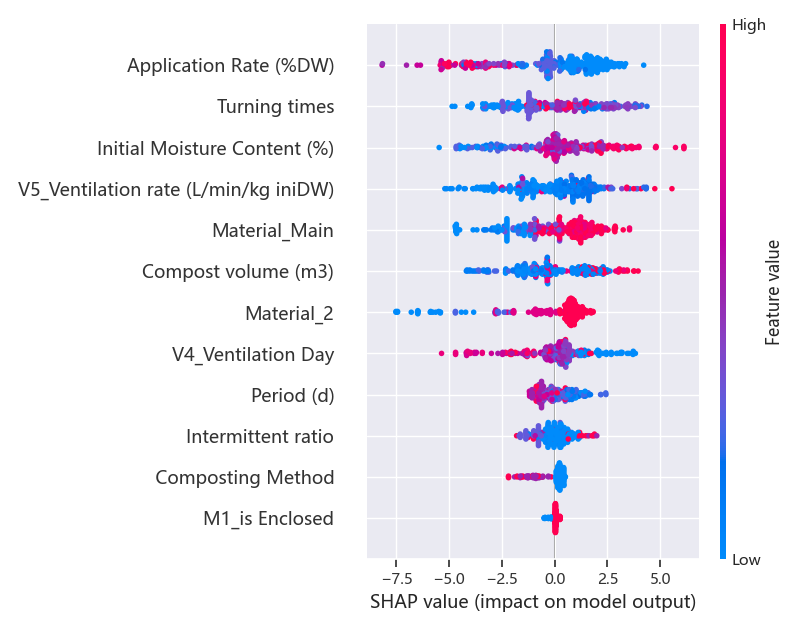 High
Application Rate (%DW)
Turning times
Initial Moisture Content (%)
V5_Ventilation rate (L/min/kg iniDW)
Material_Main
Compost volume (m3)
Material_2
V4_Ventilation Day
Period (d)
Intermittent ratio
Composting Method
M1_is Enclosed
Feature value
Low
−7.5 −5.0 −2.5 0.0 2.5 5.0
SHAP value (impact on model output)